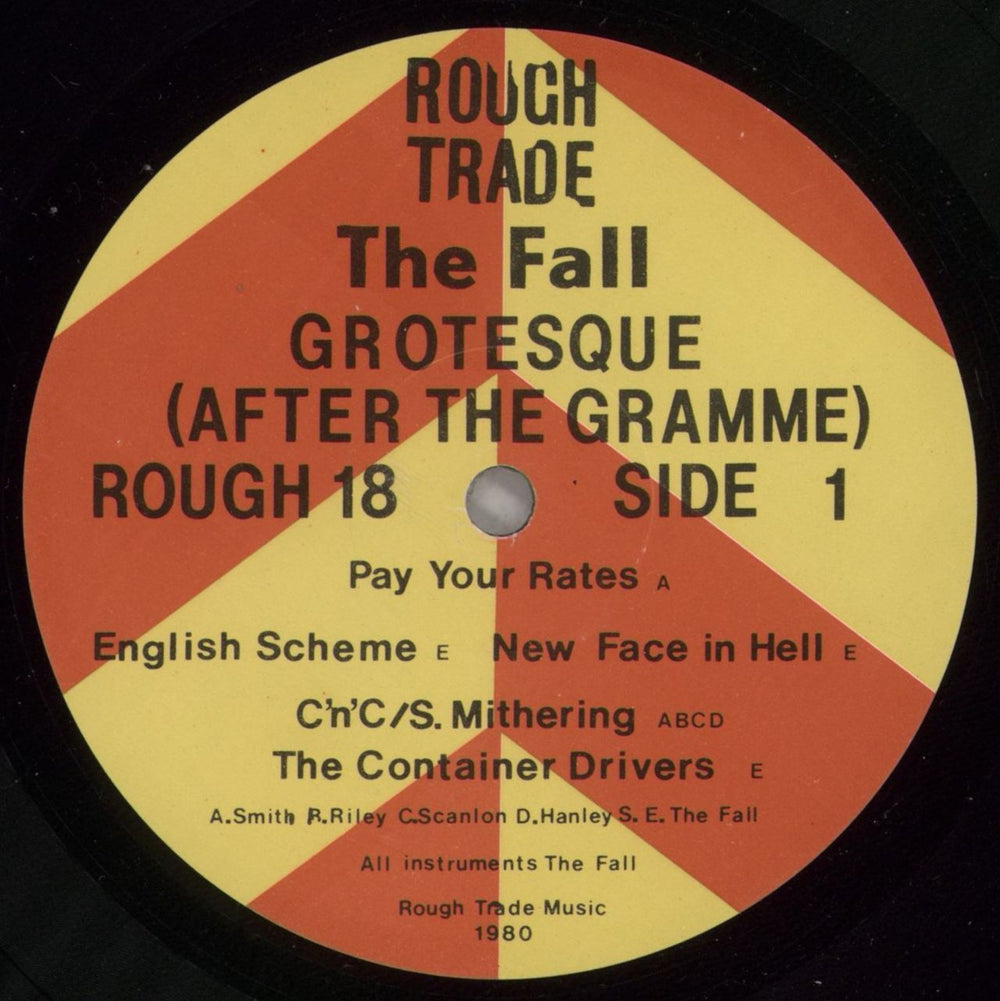 ROUGH
TRADE
The Fall
GROTESQUE
(AFTER THE GRAMME)
ROUGH 18 SIDE 1
Pay Your Rates A
English Scheme E New Face in Hell E
C'n'C/S. Mithering ABCD
The Container Drivers E
A.Smith B.Riley C.Scanlon D.Hanley S. E. The Fall
All instruments The Fall
Rough Trade Music
1980